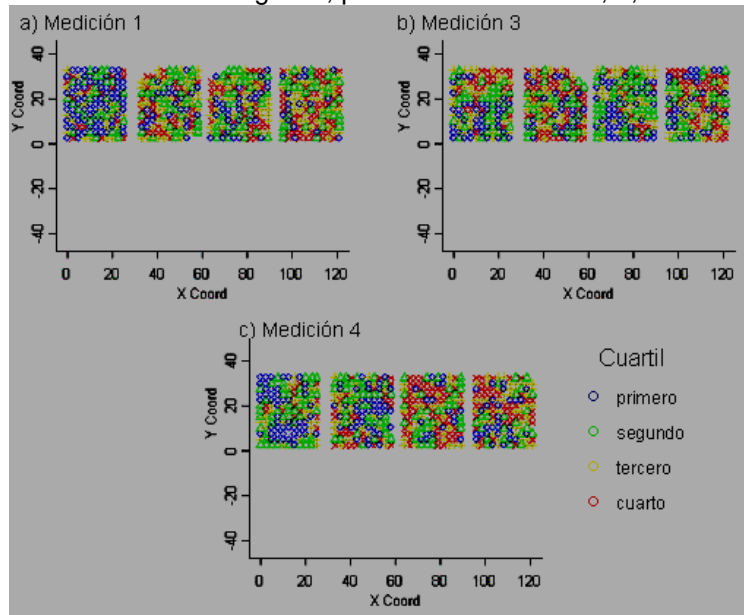 a) Medición 1
40
20
0
-20
-40
Y Coord
0 20 40 60 80 100 120
X Coord
b) Medición 3
40
20
0
-20
-40
Y Coord
0 20 40 60 80 100 120
X Coord
c) Medición 4
40
20
0
-20
-40
Y Coord
0 20 40 60 80 100 120
X Coord
Cuartil
primero
segundo
tercero
cuarto